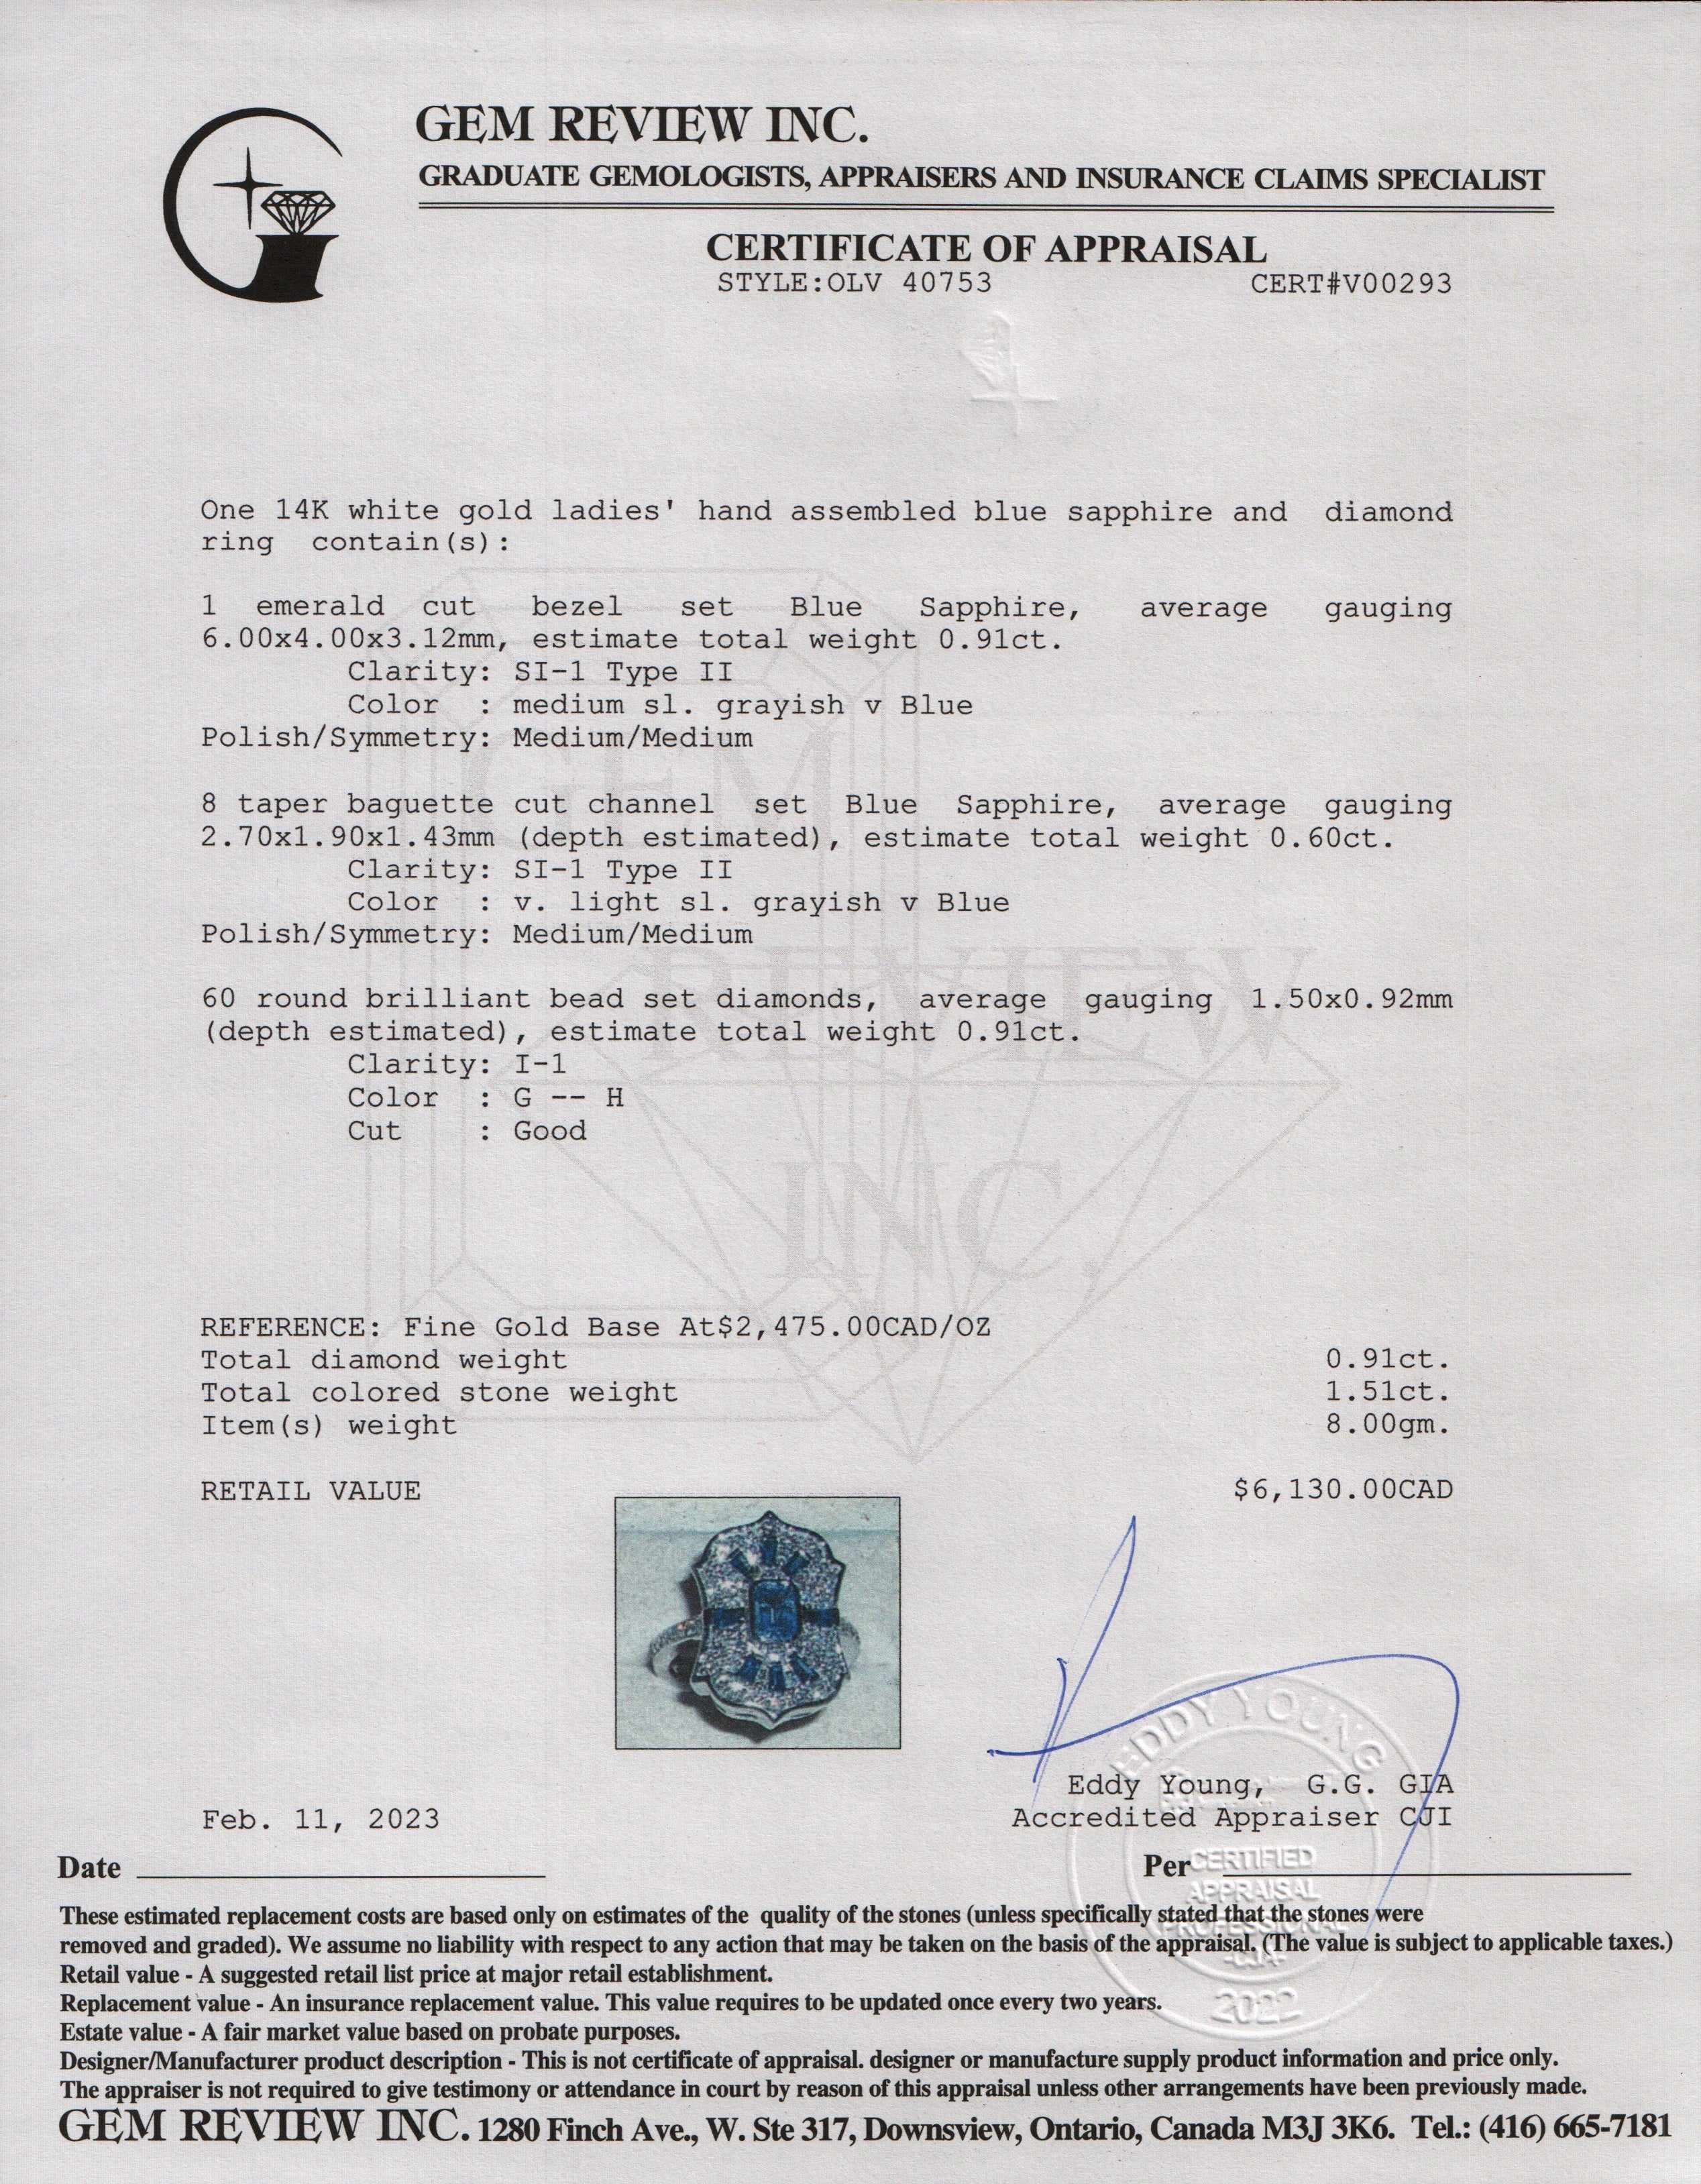 GEM REVIEW INC.
GRADUATE GEMOLOGISTS, APPRAISERS AND INSURANCE CLAIMS SPECIALIST
CERTIFICATE OF APPRAISAL
STYLE:OLV 40753 CERT#V00293
One 14K white gold ladies' hand assembled blue sapphire and diamond
ring contain(s):
1 emerald cut bezel set Blue Sapphire, average gauging
6.00x4.00x3.12mm, estimate total weight 0.91ct.
Clarity: SI-1 Type II
Color : medium sl. grayish v Blue
Polish/Symmetry: Medium/Medium
8 taper baguette cut channel set Blue Sapphire, average gauging
2.70x1.90x1.43mm (depth estimated), estimate total weight 0.60ct.
Clarity: SI-1 Type II
Color : v. light sl. grayish v Blue
Polish/Symmetry: Medium/Medium
60 round brilliant bead set diamonds, average gauging 1.50x0.92mm
(depth estimated), estimate total weight 0.91ct.
Clarity: I-1
Color : G -- H
Cut : Good
GEM
REVIEW
INC.
REFERENCE: Fine Gold Base At$2,475.00CAD/OZ
Total diamond weight 0.91ct.
Total colored stone weight 1.51ct.
Item(s) weight 8.00gm.
RETAIL VALUE $6,130.00CAD
EDDY YOUNG
Eddy Young, G.G. GIA
Feb. 11, 2023 Accredited Appraiser CJI
Date Per
CERTIFIED
APPRAISAL
PROFESSIONAL
2022
These estimated replacement costs are based only on estimates of the quality of the stones (unless specifically stated that the stones were
removed and graded). We assume no liability with respect to any action that may be taken on the basis of the appraisal. (The value is subject to applicable taxes.)
Retail value - A suggested retail list price at major retail establishment.
Replacement value - An insurance replacement value. This value requires to be updated once every two years.
Estate value - A fair market value based on probate purposes.
Designer/Manufacturer product description - This is not certificate of appraisal. designer or manufacture supply product information and price only.
The appraiser is not required to give testimony or attendance in court by reason of this appraisal unless other arrangements have been previously made.
GEM REVIEW INC. 1280 Finch Ave., W. Ste 317, Downsview, Ontario, Canada M3J 3K6. Tel.: (416) 665-7181